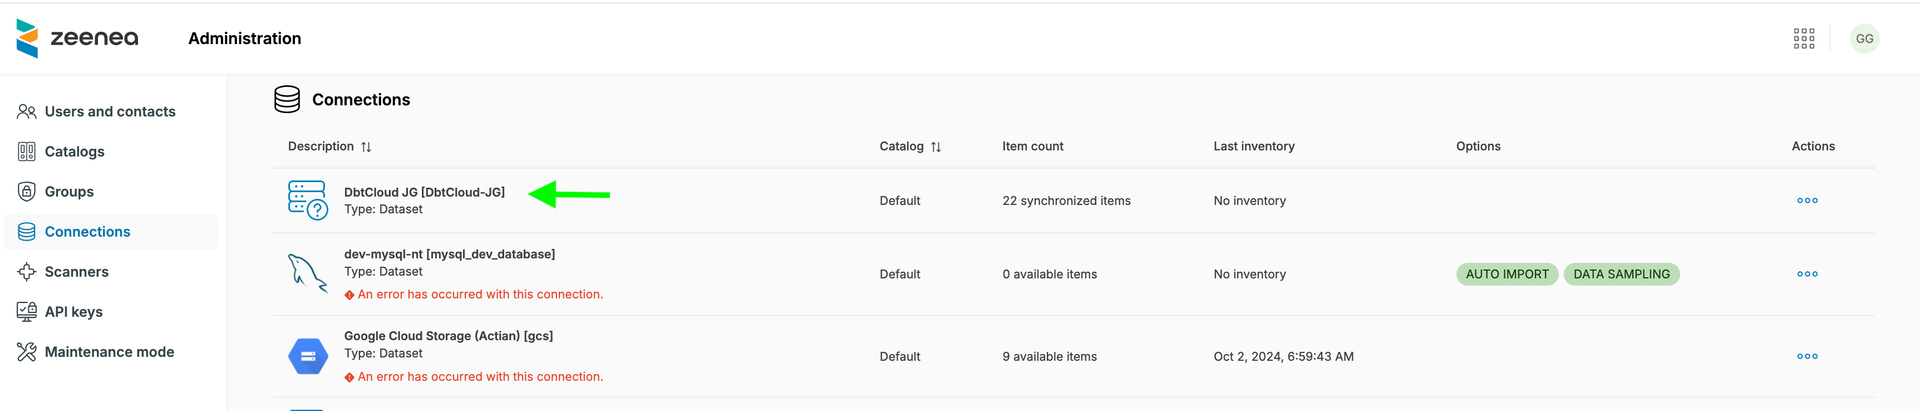 zeenea
Administration
GG
Users and contacts
Catalogs
Groups
Connections
Scanners
API keys
Maintenance mode
Connections
Description Catalog Item count Last inventory Options Actions
DbtCloud JG [DbtCloud-JG]
Type: Dataset
Default 22 synchronized items No inventory
dev-mysql-nt [mysql_dev_database]
Type: Dataset
An error has occurred with this connection.
Default 0 available items No inventory AUTO IMPORT DATA SAMPLING
Google Cloud Storage (Actian) [gcs]
Type: Dataset
An error has occurred with this connection.
Default 9 available items Oct 2, 2024, 6:59:43 AM